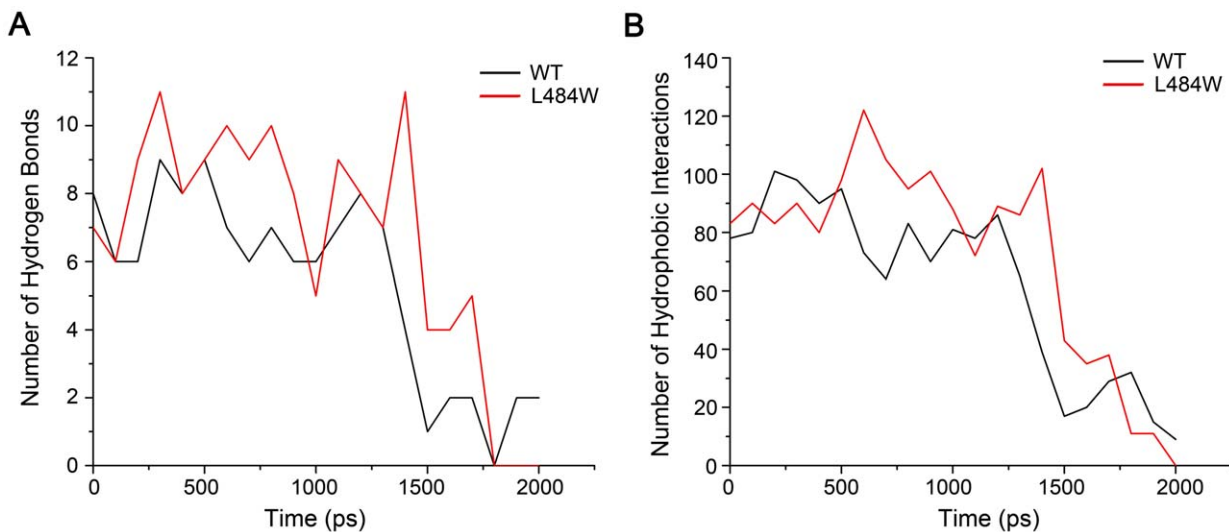 A
12
10
8
6
4
2
0
Number of Hydrogen Bonds
WT
L484W
0 500 1000 1500 2000
Time (ps)
B
140
120
100
80
60
40
20
0
Number of Hydrophobic Interactions
WT
L484W
0 500 1000 1500 2000
Time (ps)